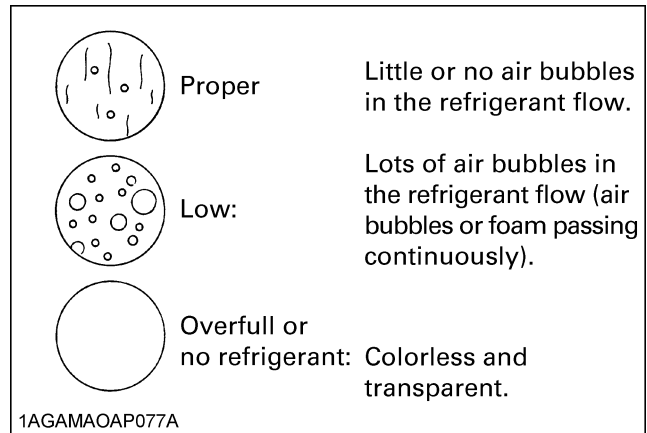 Proper
Little or no air bubbles
in the refrigerant flow.
Low:
Lots of air bubbles in
the refrigerant flow (air
bubbles or foam passing
continuously).
Overfull or
no refrigerant:
Colorless and
transparent.
1AGAMAOAP077A